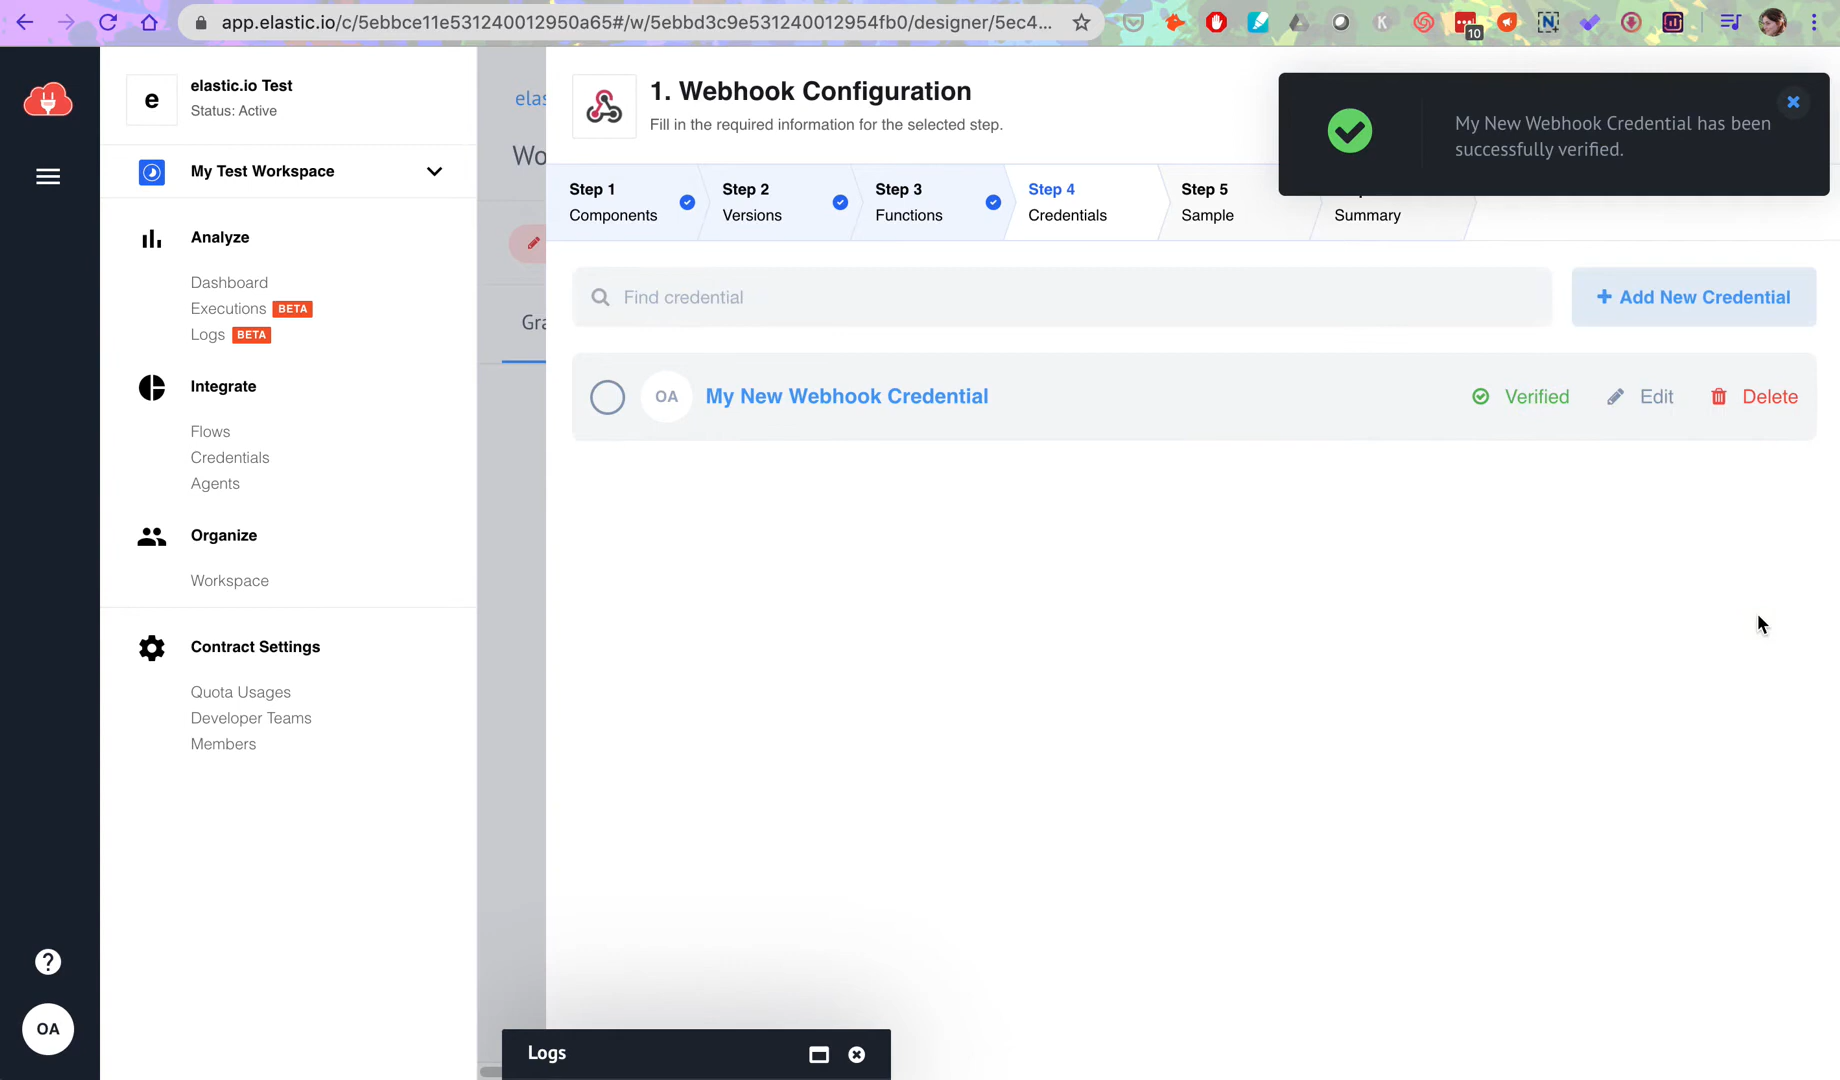 app.elastic.io/c/5ebbce11e531240012950a65#/w/5ebbd3c9e531240012954fb0/designer/5ec4...
10
e
elastic.io Test
Status: Active
My Test Workspace
Analyze
Dashboard
Executions BETA
Logs BETA
Integrate
Flows
Credentials
Agents
Organize
Workspace
Contract Settings
Quota Usages
Developer Teams
Members
OA
elas
Wo
Gra
1. Webhook Configuration
Fill in the required information for the selected step.
My New Webhook Credential has been
successfully verified.
Step 1
Components
Step 2
Versions
Step 3
Functions
Step 4
Credentials
Step 5
Sample
Summary
Find credential
+ Add New Credential
OA My New Webhook Credential Verified Edit Delete
Logs